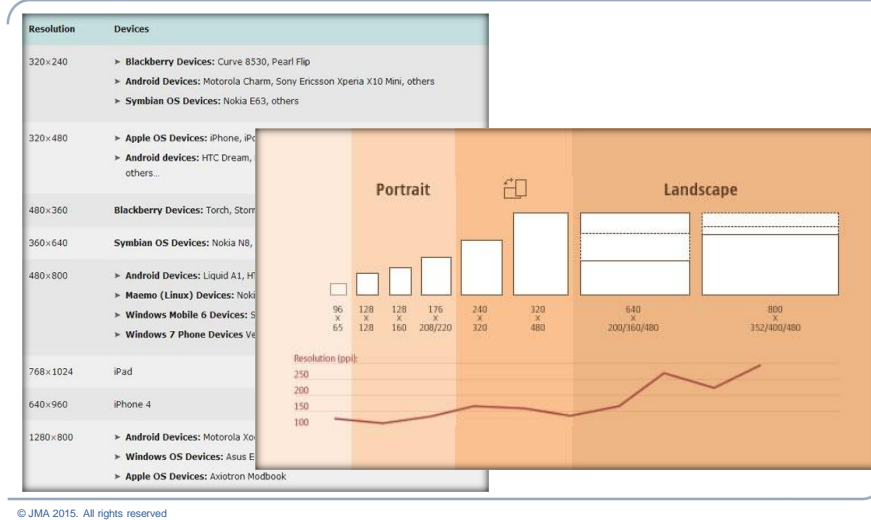 Resolution Devices
320×240
➤ Blackberry Devices: Curve 8530, Pearl Flip
➤ Android Devices: Motorola Charm, Sony Ericsson Xperia X10 Mini, others
➤ Symbian OS Devices: Nokia E63, others
320×480
➤ Apple OS Devices: iPhone,
➤ Android devices: HTC Dream,
others...
480×360 Blackberry Devices: Torch,
360×640 Symbian OS Devices: Nokia N8,
480×800
➤ Android Devices: Liquid A1,
➤ Maemo (Linux) Devices:
➤ Windows Mobile 6 Devices:
➤ Windows 7 Phone Devices
768×1024 iPad
640×960 iPhone 4
1280×800
➤ Android Devices: Motorola
➤ Windows OS Devices: Asus
➤ Apple OS Devices: Axiotron Modbook
Portrait Landscape
96 128 128 176 240 320 640 800
x x x x x x x x
65 128 160 208/220 320 480 200/360/480 352/400/480
Resolution (ppi):
250
200
150
100
© JMA 2015. All rights reserved